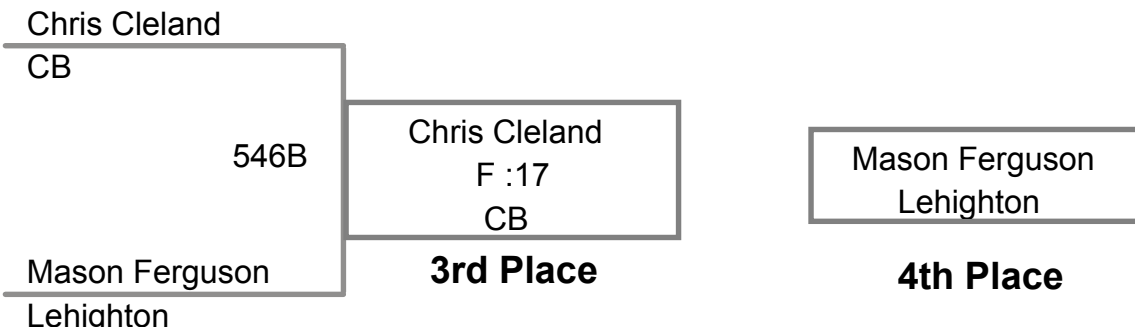 Chris Cleland
CB
546B
Chris Cleland
F :17
CB
3rd Place
Mason Ferguson
Lehighton
Mason Ferguson
Lehighton
4th Place